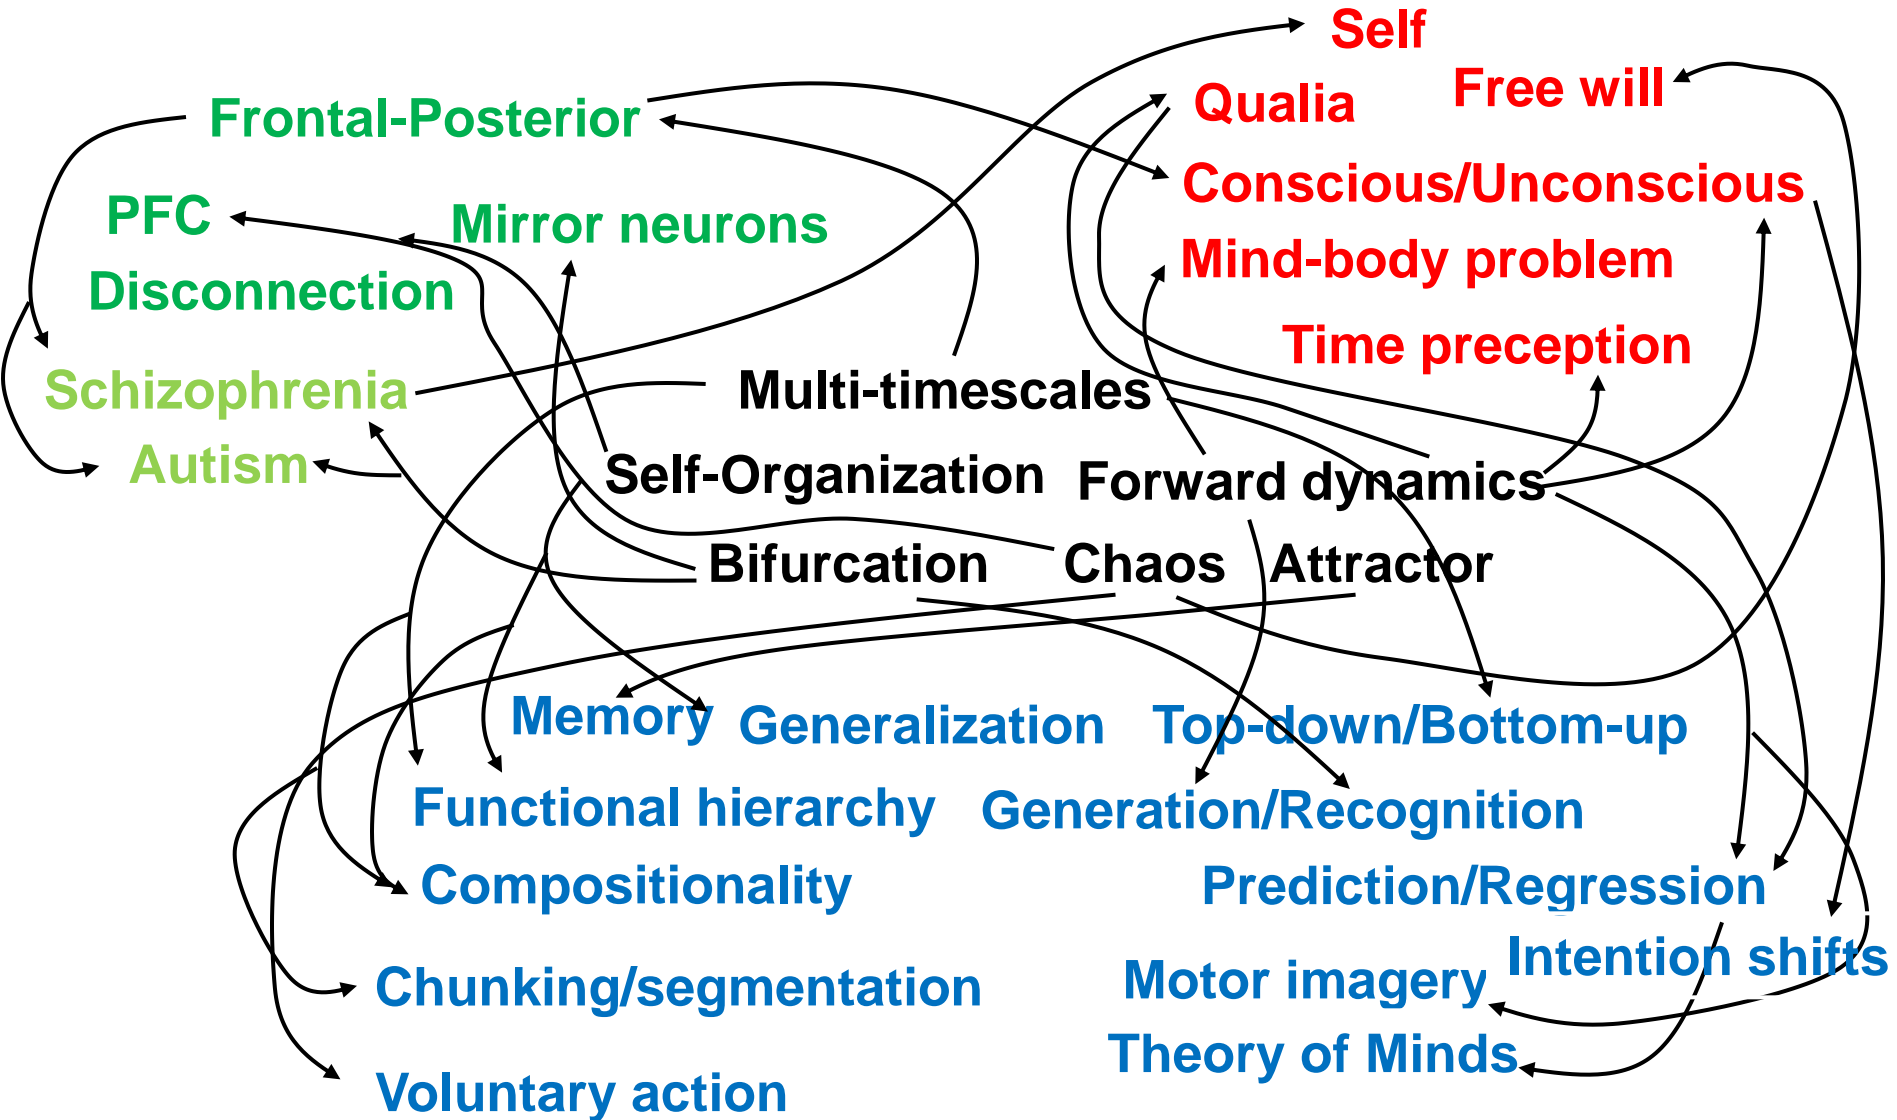 Self
Frontal-Posterior
Qualia
Free will
Conscious/Unconscious
PFC
Mirror neurons
Mind-body problem
Disconnection
Time preception
Schizophrenia
Multi-timescales
Autism
Self-Organization
Forward dynamics
Bifurcation
Chaos
Attractor
Memory
Generalization
Top-down/Bottom-up
Functional hierarchy
Generation/Recognition
Compositionality
Prediction/Regression
Chunking/segmentation
Motor imagery
Intention shifts
Theory of Minds
Voluntary action